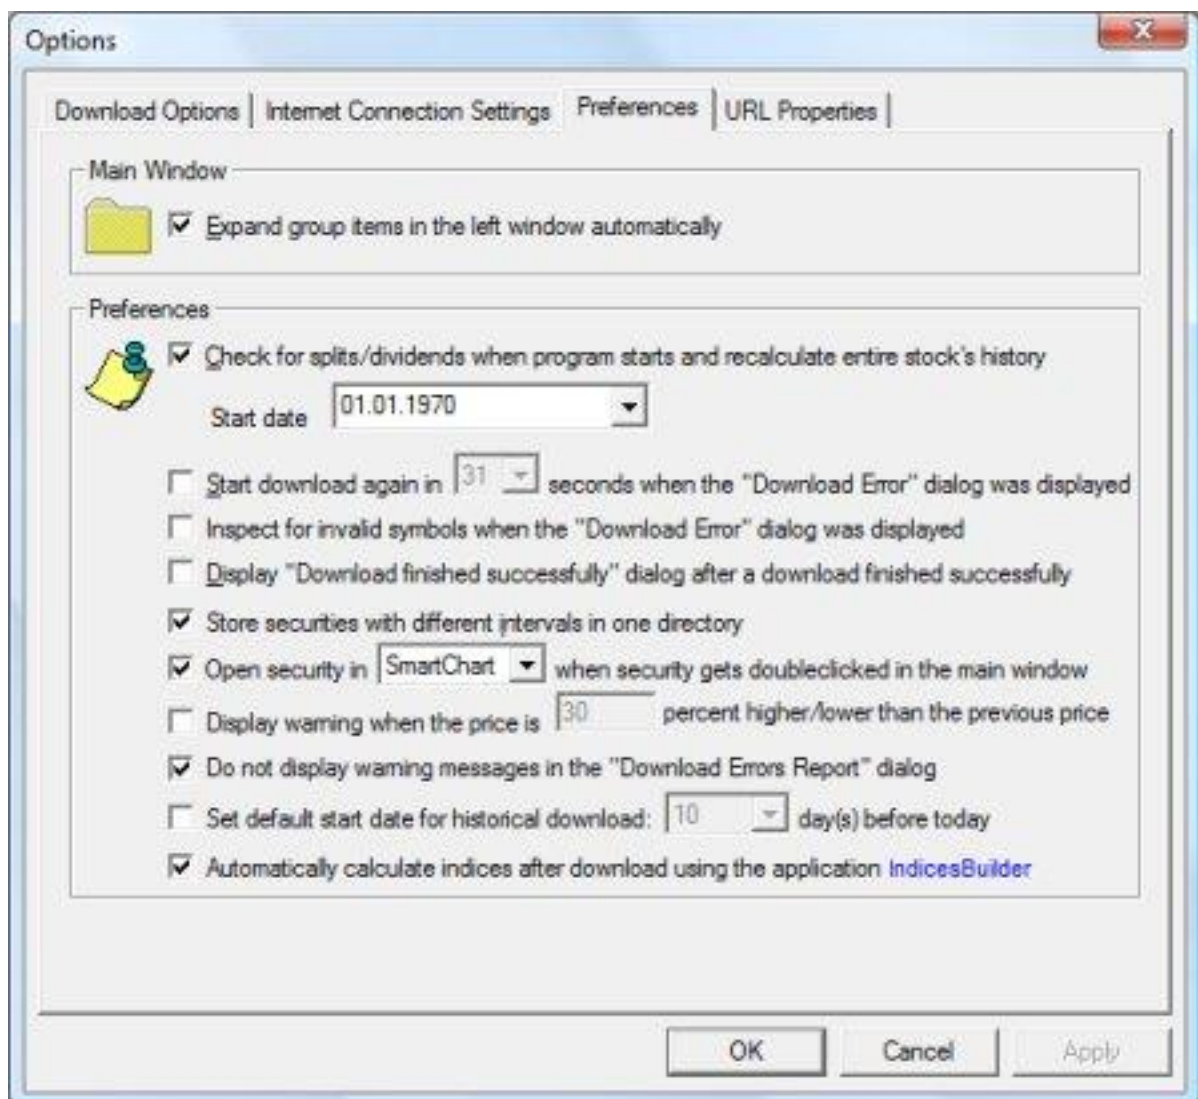 Options
Download Options Internet Connection Settings Preferences URL Properties
Main Window
Expand group items in the left window automatically
Preferences
Check for splits/dividends when program starts and recalculate entire stock's history
Start date 01.01.1970
Start download again in 31 seconds when the "Download Error" dialog was displayed
Inspect for invalid symbols when the "Download Error" dialog was displayed
Display "Download finished successfully" dialog after a download finished successfully
Store securities with different intervals in one directory
Open security in SmartChart when security gets doubleclicked in the main window
Display warning when the price is 30 percent higher/lower than the previous price
Do not display warning messages in the "Download Errors Report" dialog
Set default start date for historical download: 10 day(s) before today
Automatically calculate indices after download using the application IndicesBuilder
OK Cancel Apply